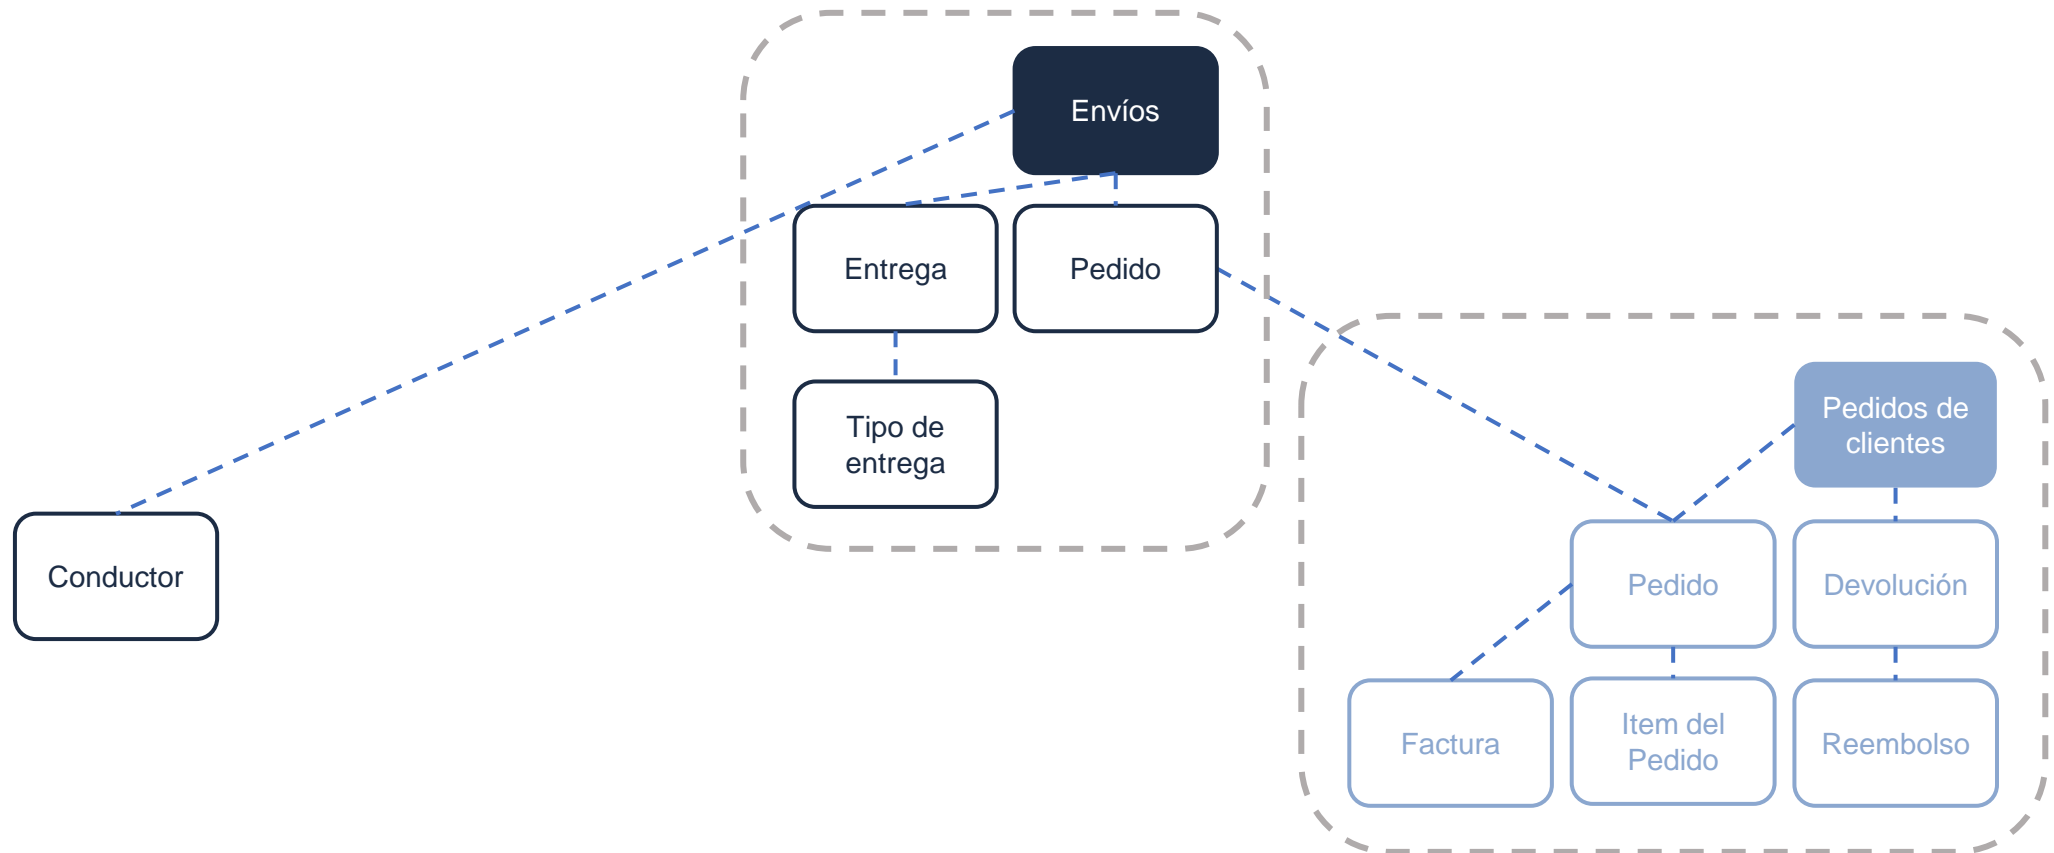 Envíos
Entrega
Pedido
Tipo de
entrega
Conductor
Pedidos de
clientes
Pedido
Devolución
Factura
Item del
Pedido
Reembolso